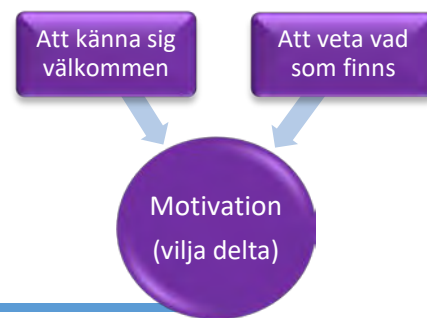 Att känna sig
välkommen
Att veta vad
som finns
Motivation
(vilja delta)